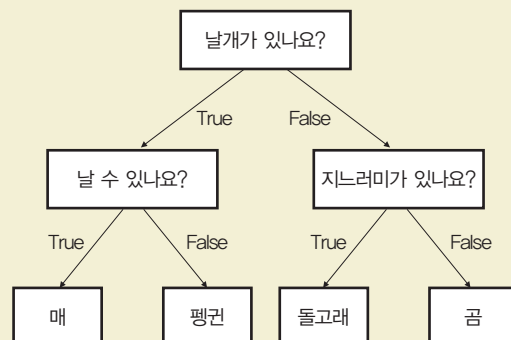 날개가 있나요?
True
False
날 수 있나요?
지느러미가 있나요?
True
False
True
False
매
펭귄
돌고래
곰